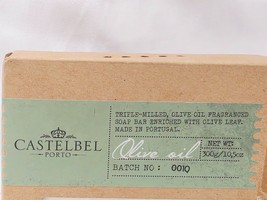 TRIPLE-MILLED, OLIVE OIL FRAGRANCED
SOAP BAR ENRICHED WITH OLIVE LEAF.
MADE IN PORTUGAL.
CASTELBEL
PORTO
Olive oil
NET WT:
300g/10,5oz
BATCH NO: 0010